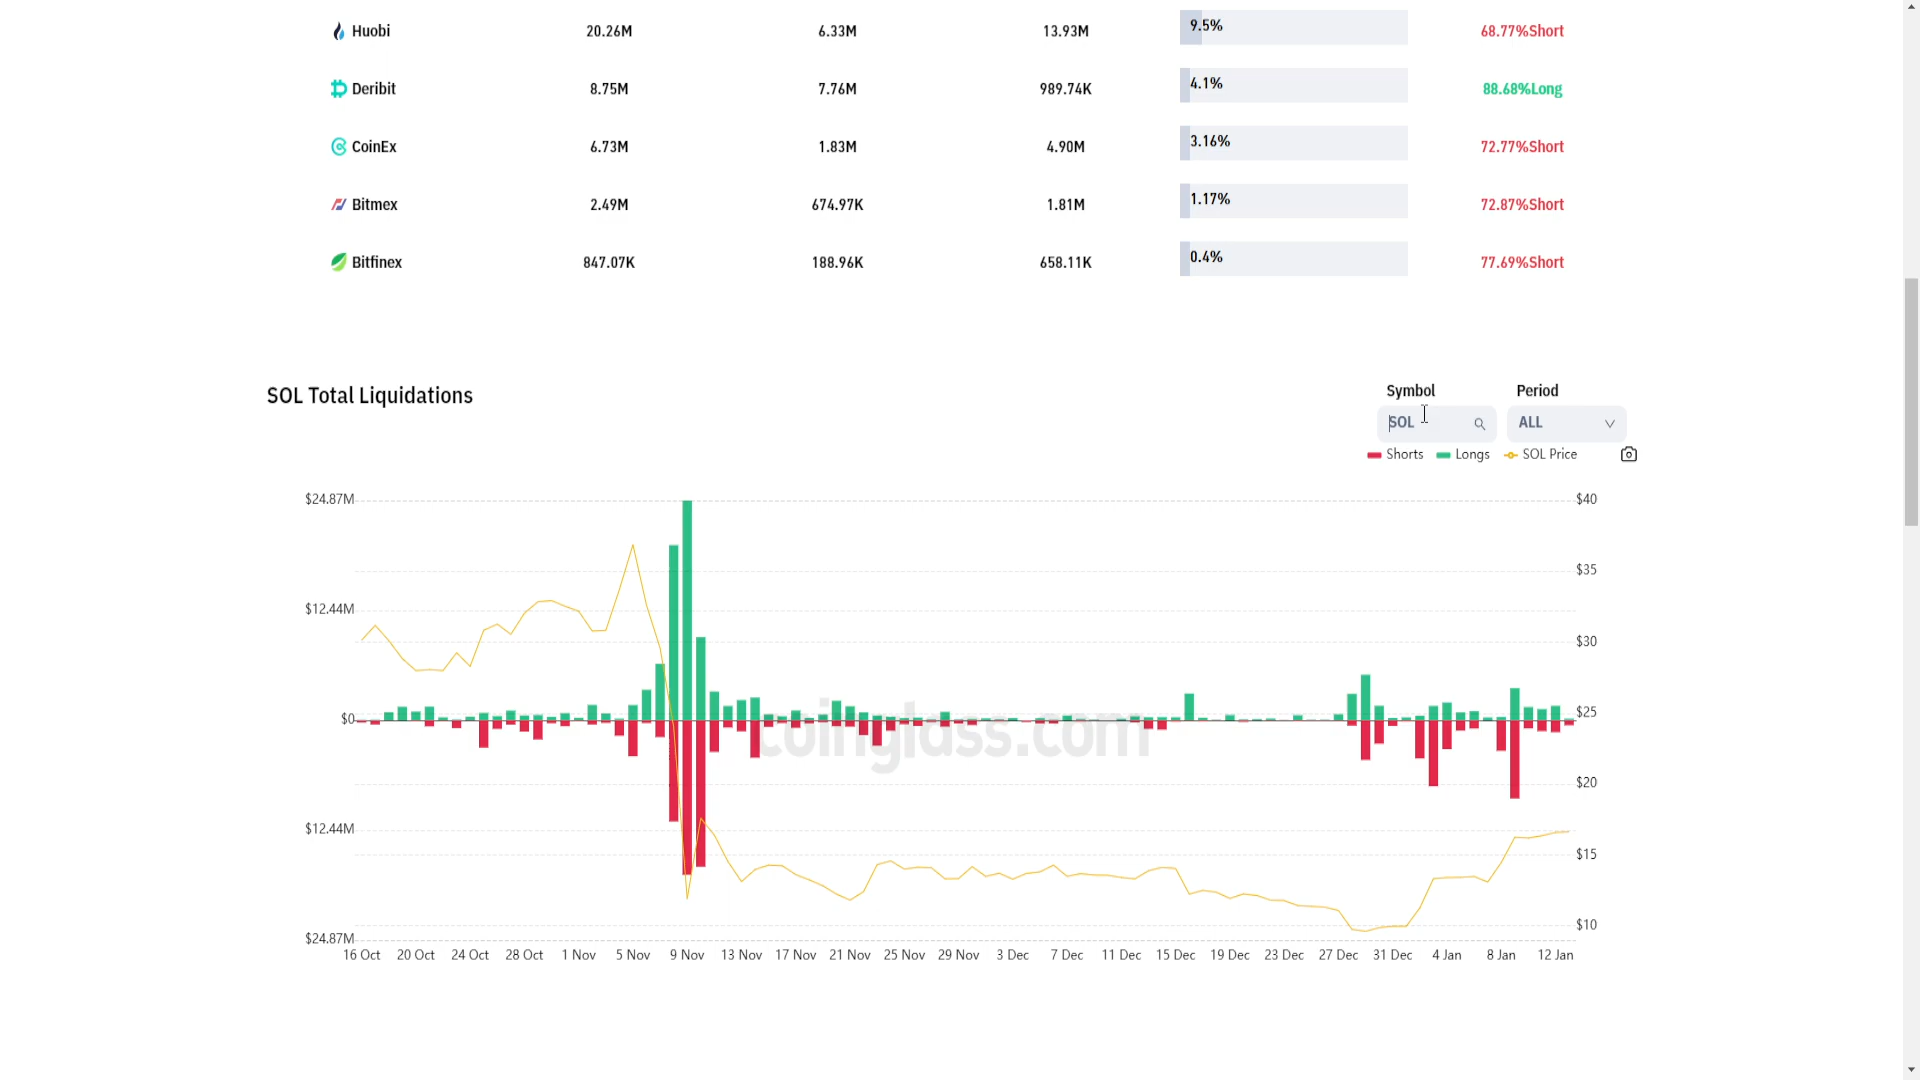 Huobi 20.26M 6.33M 13.93M 9.5% 68.77%Short
Deribit 8.75M 7.76M 989.74K 4.1% 88.68%Long
CoinEx 6.73M 1.83M 4.90M 3.16% 72.77%Short
Bitmex 2.49M 674.97K 1.81M 1.17% 72.87%Short
Bitfinex 847.07K 188.96K 658.11K 0.4% 77.69%Short
SOL Total Liquidations
Symbol Period
SOL ALL
Shorts Longs SOL Price
$24.87M $40
$35
$12.44M
$30
$0 $25
coinglass.com
$20
$12.44M
$15
$10
$24.87M
16 Oct 20 Oct 24 Oct 28 Oct 1 Nov 5 Nov 9 Nov 13 Nov 17 Nov 21 Nov 25 Nov 29 Nov 3 Dec 7 Dec 11 Dec 15 Dec 19 Dec 23 Dec 27 Dec 31 Dec 4 Jan 8 Jan 12 Jan